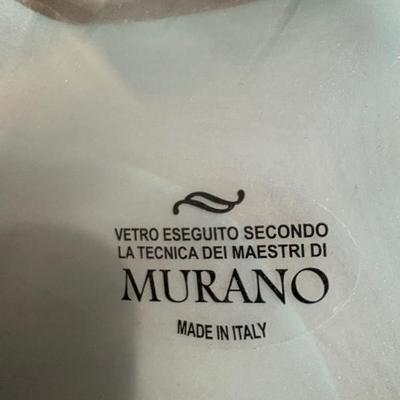 VETRO ESEGUITO SECONDO
LA TECNICA DEI MAESTRI DI
MURANO
MADE IN ITALY